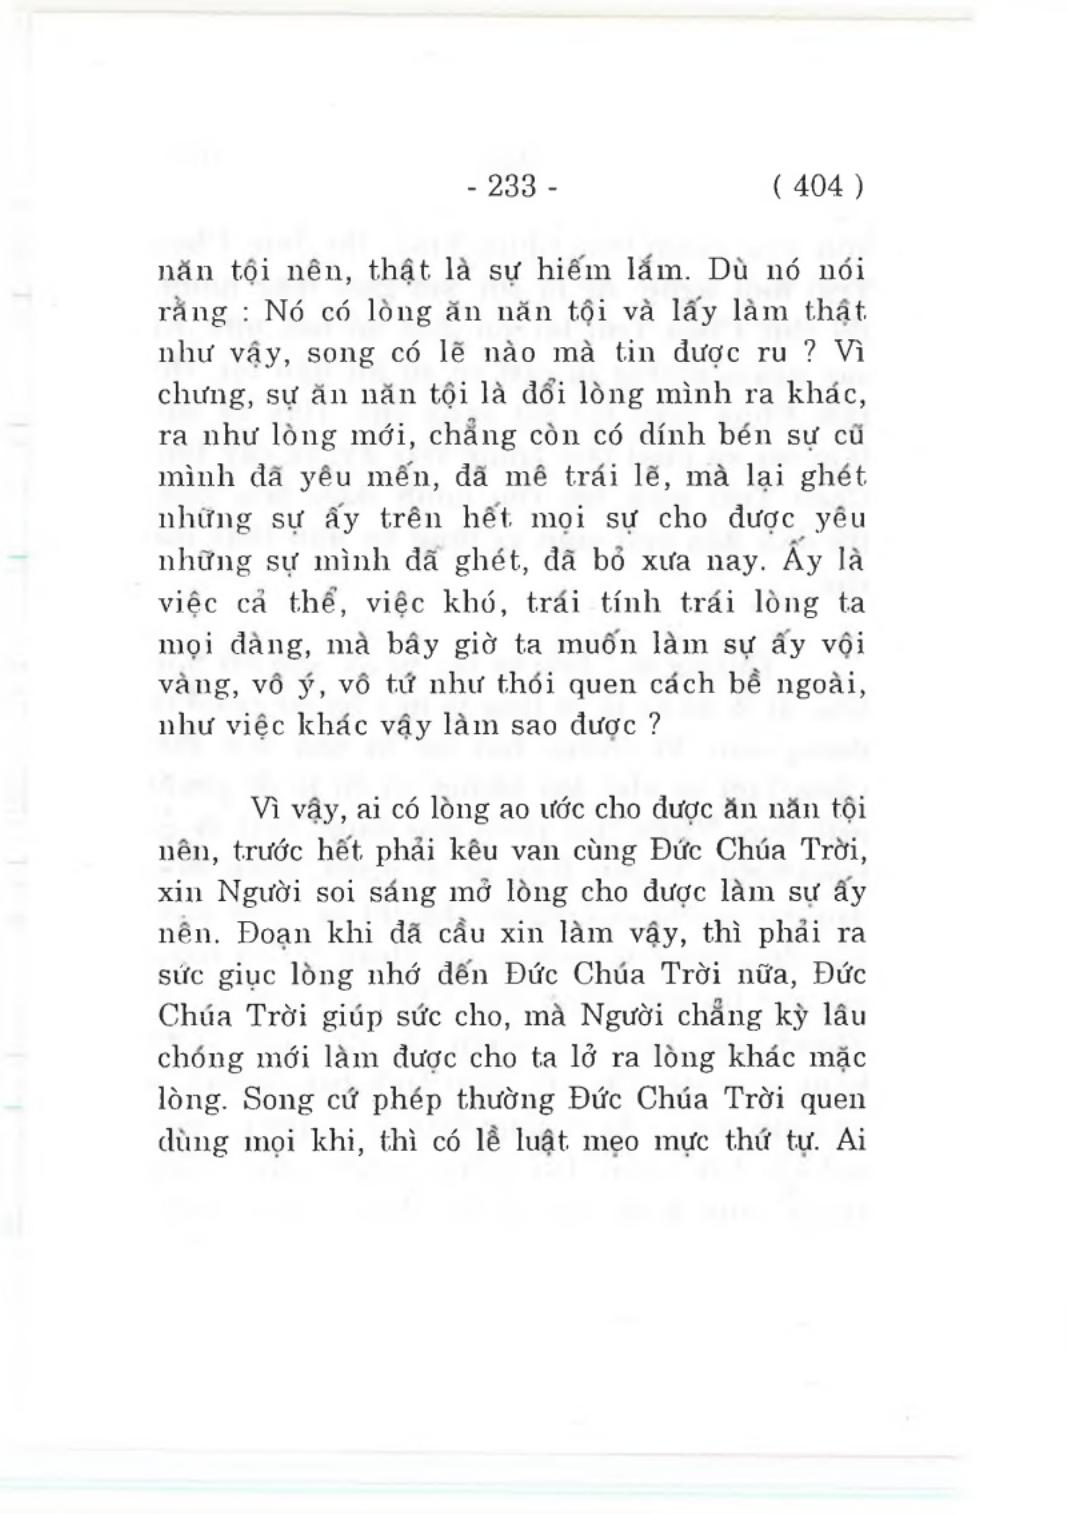 - 233 - ( 404 )
năn tội nên, thật là sự hiếm lắm. Dù nó nói
rằng : Nó có lòng ăn năn tội và lấy làm thật
như vậy, song có lẽ nào mà tin được ru ? Vì
chưng, sự ăn năn tội là đổi lòng mình ra khác,
ra như lòng mới, chẳng còn có dính bén sự cũ
mình đã yêu mến, đã mê trái lẽ, mà lại ghét
những sự ấy trên hết mọi sự cho được yêu
những sự mình đã ghét, đã bỏ xưa nay. Ấy là
việc cả thể, việc khó, trái tính trái lòng ta
mọi đàng, mà bây giờ ta muốn làm sự ấy vội
vàng, vô ý, vô tứ như thói quen cách bề ngoài,
như việc khác vậy làm sao được ?
Vì vậy, ai có lòng ao ước cho được ăn năn tội
nên, trước hết phải kêu van cùng Đức Chúa Trời,
xin Người soi sáng mở lòng cho được làm sự ấy
nên. Đoạn khi đã cầu xin làm vậy, thì phải ra
sức giục lòng nhớ đến Đức Chúa Trời nữa, Đức
Chúa Trời giúp sức cho, mà Người chẳng kỳ lâu
chóng mới làm được cho ta lở ra lòng khác mặc
lòng. Song cứ phép thường Đức Chúa Trời quen
dùng mọi khi, thì có lề luật mẹo mực thứ tự. Ai